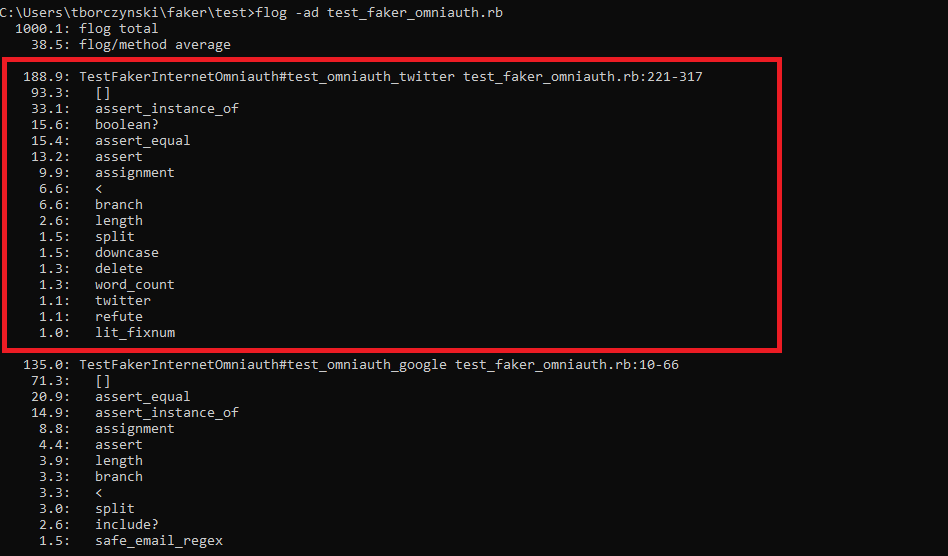 C:\Users\tborczynski\faker\test>flog -ad test_faker_omniauth.rb
1000.1: flog total
38.5: flog/method average
188.9: TestFakerInternetOmniauth#test_omniauth_twitter test_faker_omniauth.rb:221-317
93.3: []
33.1: assert_instance_of
15.6: boolean?
15.4: assert_equal
13.2: assert
9.9: assignment
6.6: <
6.6: branch
2.6: length
1.5: split
1.5: downcase
1.3: delete
1.3: word_count
1.1: twitter
1.1: refute
1.0: lit_fixnum
135.0: TestFakerInternetOmniauth#test_omniauth_google test_faker_omniauth.rb:10-66
71.3: []
20.9: assert_equal
14.9: assert_instance_of
8.8: assignment
4.4: assert
3.9: length
3.3: branch
3.3: <
3.0: split
2.6: include?
1.5: safe_email_regex